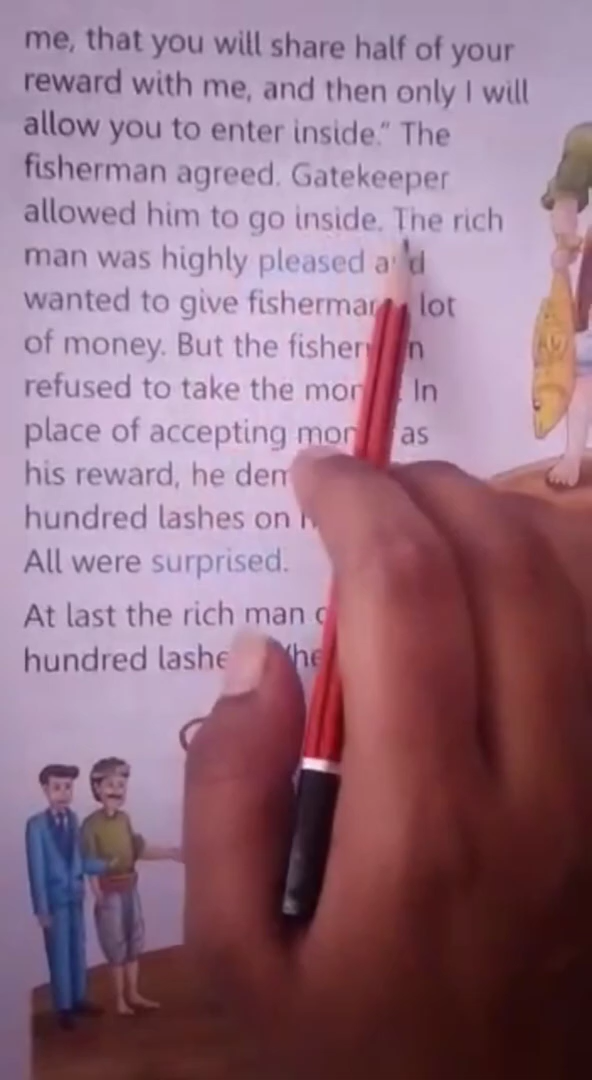 me, that you will share half of your
reward with me, and then only I will
allow you to enter inside." The
fisherman agreed. Gatekeeper
allowed him to go inside. The rich
man was highly pleased
wanted to give fisherman lot
of money. But the
refused to take the In
place of accepting as
his reward, he
hundred lashes on
All were surprised.
At last the rich man
hundred